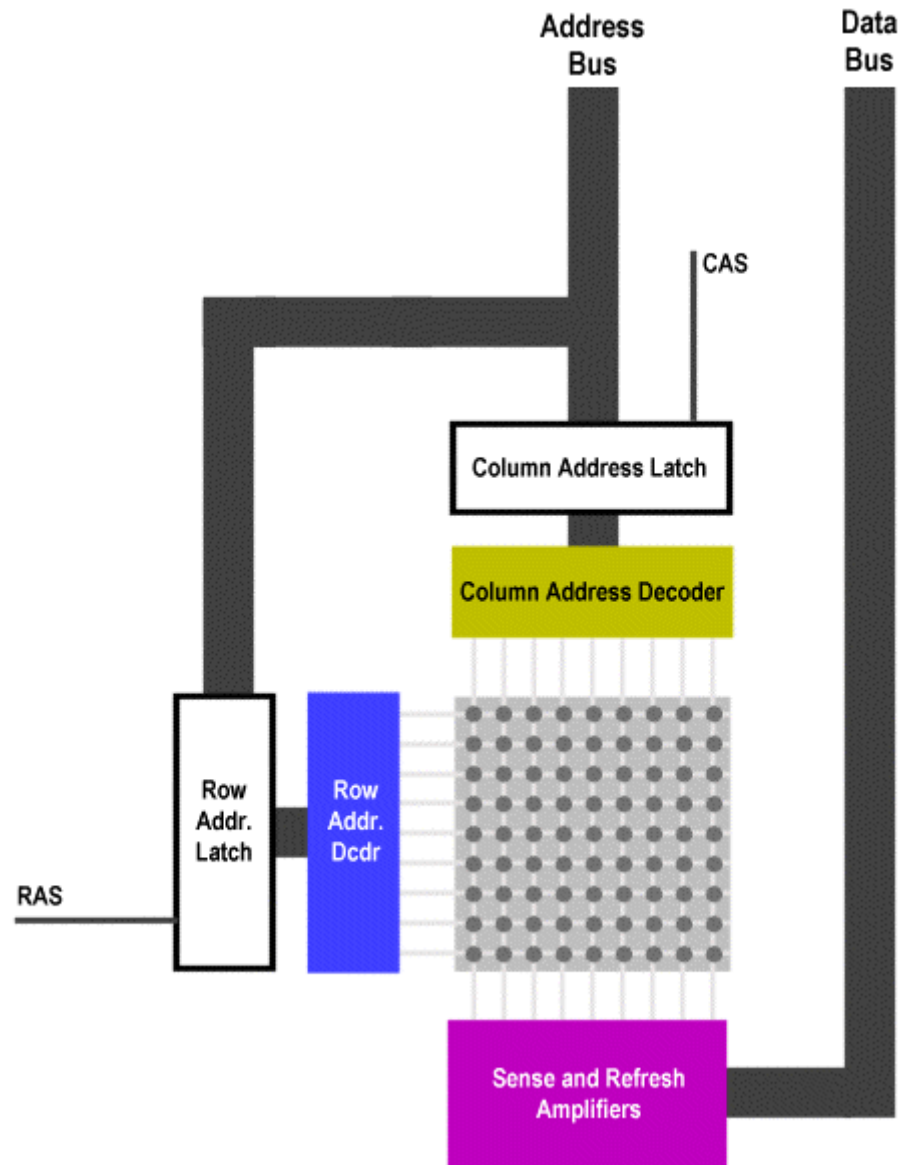 Address
Bus
Data
Bus
CAS
Column Address Latch
Column Address Decoder
Row
Addr.
Latch
Row
Addr.
Dcdr
RAS
Sense and Refresh
Amplifiers